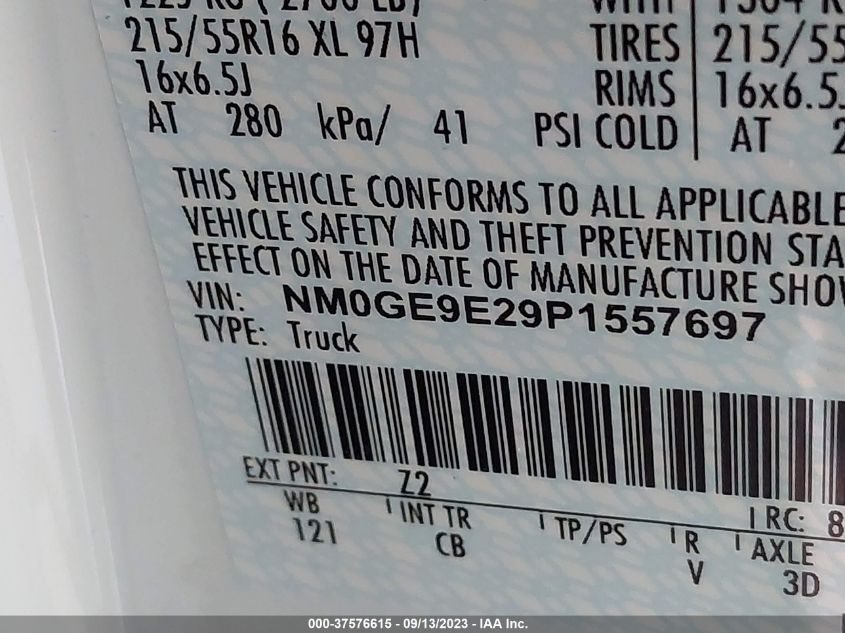 215/55R16 XL 97H TIRES 215/55
16x6.5J RIMS 16x6.5J
AT 280 kPa/ 41 PSI COLD AT 2
THIS VEHICLE CONFORMS TO ALL APPLICABLE
VEHICLE SAFETY AND THEFT PREVENTION STA
EFFECT ON THE DATE OF MANUFACTURE SHOW
VIN: NM0GE9E29P1557697
TYPE: Truck
EXT PNT: Z2 RC: 8
WB INT TR TP/PS R AXLE
121 CB V 3D
000-37576615 - 09/13/2023 - IAA Inc.